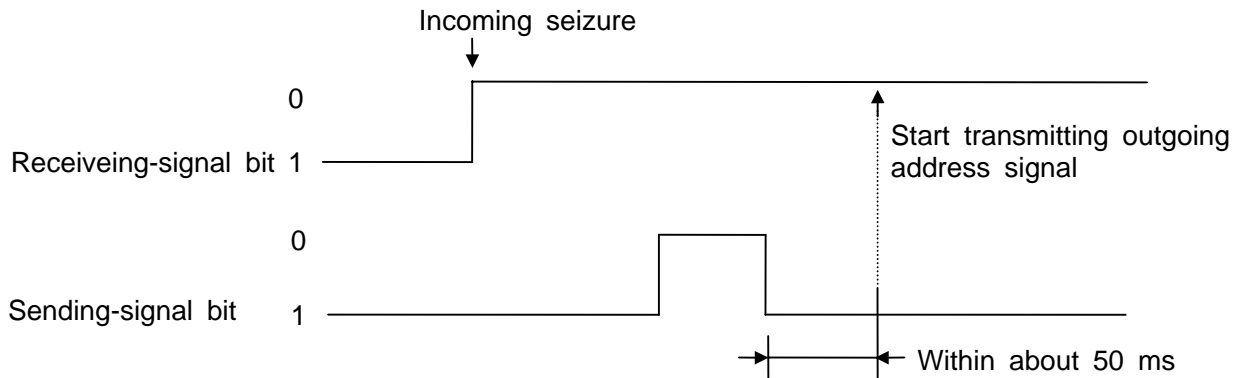 Incoming seizure
0
Receiveing-signal bit 1
Start transmitting outgoing
address signal
0
Sending-signal bit 1
Within about 50 ms